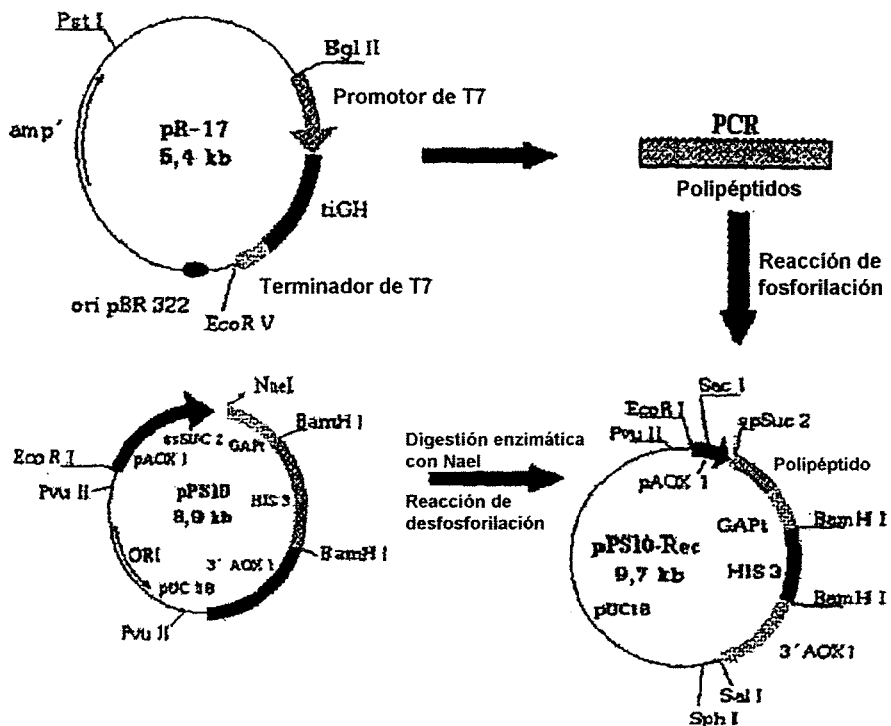 Pst I
Bgl II
Promotor de T7
amp'
pR-17
5,4 kb
tiGH
Terminador de T7
ori pBR 322
EcoR V
PCR
Polipéptidos
Reacción de
fosforilación
NaeI
BamH I
ssSUC 2
GAPt
EcoR I
pAOX 1
Pvu II
pPS10
8,9 kb
HIS 3
ORI
3´ AOX 1
BamH I
pUC 18
Pvu II
Digestión enzimática
con NaeI
Reacción de
desfosforilación
Sac I
EcoR I
spSuc 2
Pvu II
pAOX 1
Polipéptido
GAPt
BamH I
pPS10-Rec
9,7 kb
HIS 3
pUC18
BamH I
3´AOX 1
Sal I
Sph I